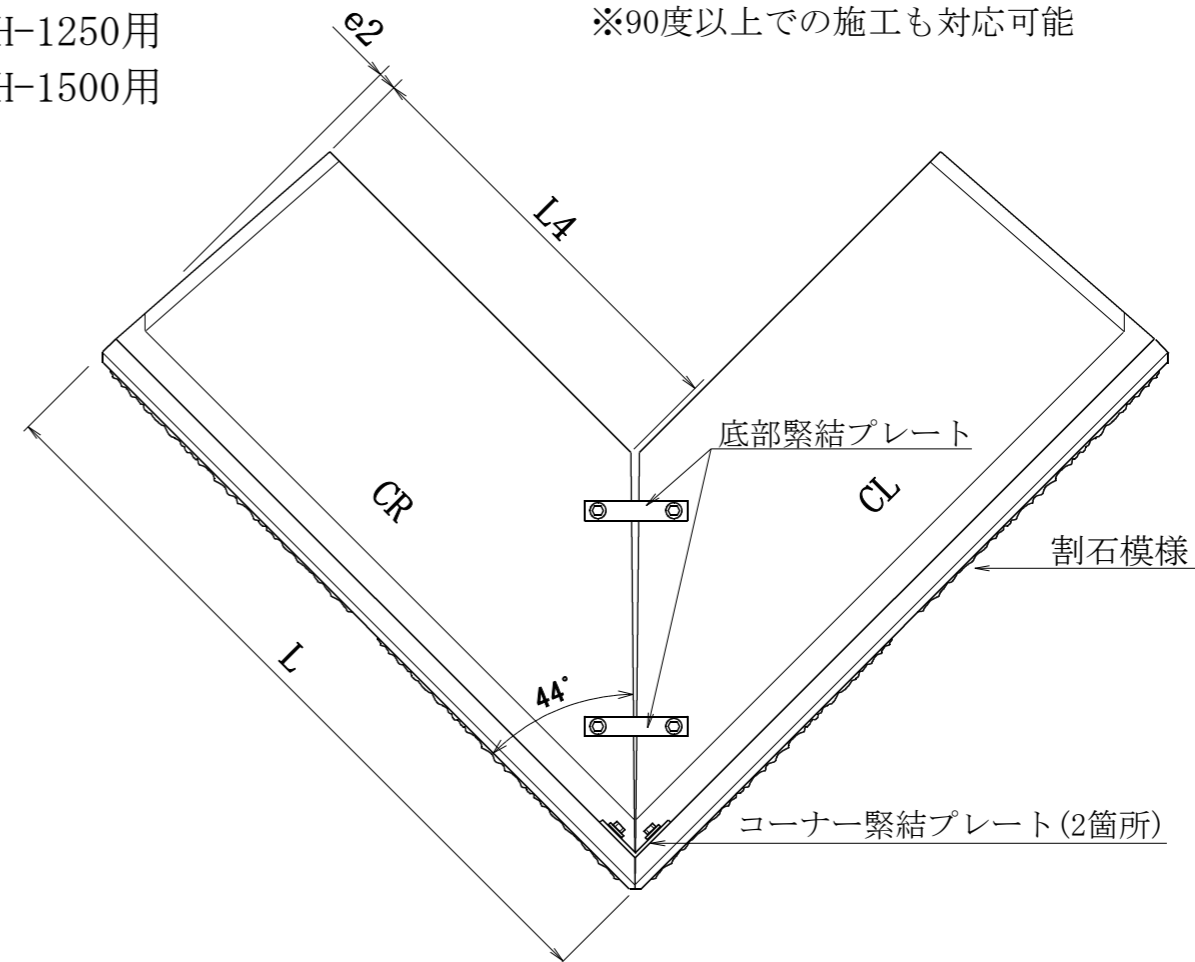 H-1250用
H-1500用
※90度以上での施工も対応可能
e2
L4
底部緊結プレート
CR
CL
割石模様
L
44°
コーナー緊結プレート(2箇所)